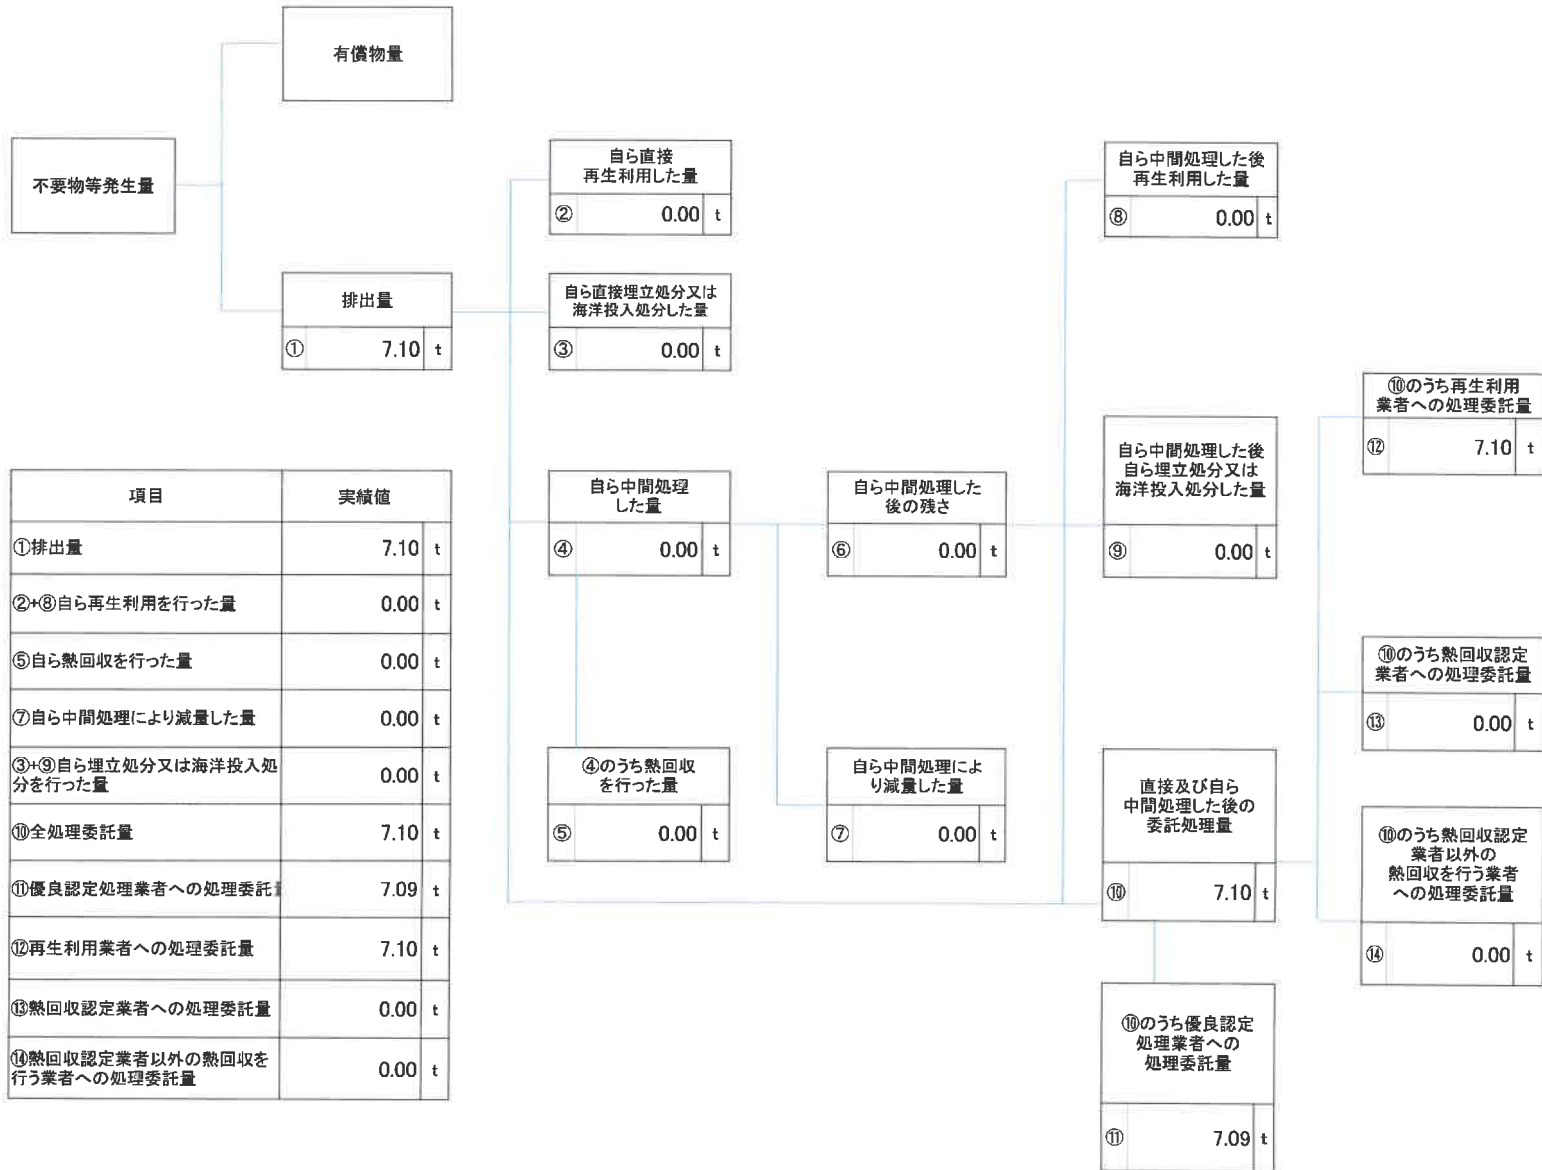 有償物量
不要物等発生量
排出量
① 7.10 t
自ら直接
再生利用した量
② 0.00 t
自ら直接埋立処分又は
海洋投入処分した量
③ 0.00 t
自ら中間処理
した量
④ 0.00 t
④のうち熱回収
を行った量
⑤ 0.00 t
自ら中間処理した
後の残さ
⑥ 0.00 t
自ら中間処理によ
り減量した量
⑦ 0.00 t
自ら中間処理した後
再生利用した量
⑧ 0.00 t
自ら中間処理した後
自ら埋立処分又は
海洋投入処分した量
⑨ 0.00 t
直接及び自ら
中間処理した後の
委託処理量
⑩ 7.10 t
⑩のうち優良認定
処理業者への
処理委託量
⑪ 7.09 t
⑩のうち再生利用
業者への処理委託量
⑫ 7.10 t
⑩のうち熱回収認定
業者への処理委託量
⑬ 0.00 t
⑩のうち熱回収認定
業者以外の
熱回収を行う業者
への処理委託量
⑭ 0.00 t
項目 実績値
①排出量 7.10 t
②+⑧自ら再生利用を行った量 0.00 t
⑤自ら熱回収を行った量 0.00 t
⑦自ら中間処理により減量した量 0.00 t
③+⑨自ら埋立処分又は海洋投入処
分を行った量 0.00 t
⑩全処理委託量 7.10 t
⑪優良認定処理業者への処理委託 7.09 t
⑫再生利用業者への処理委託量 7.10 t
⑬熱回収認定業者への処理委託量 0.00 t
⑭熱回収認定業者以外の熱回収を
行う業者への処理委託量 0.00 t